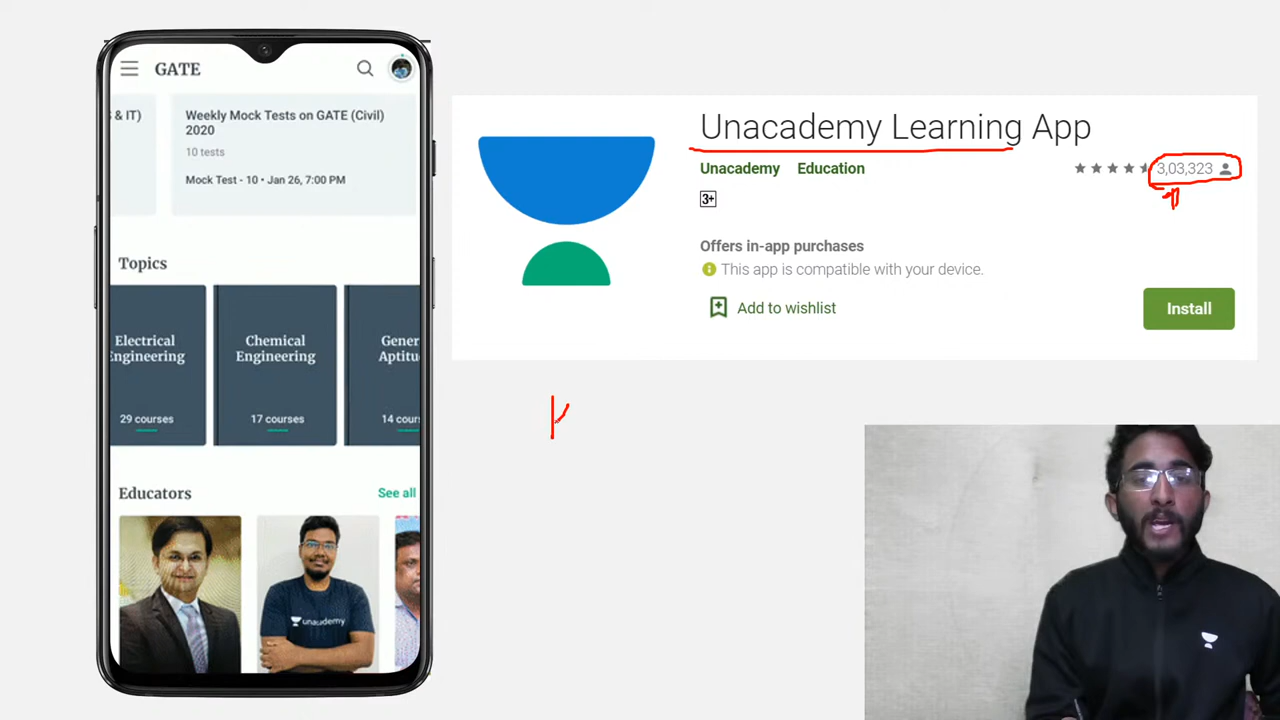 GATE
& IT)
Weekly Mock Tests on GATE (Civil)
2020
10 tests
Mock Test - 10 • Jan 26, 7:00 PM
Topics
Electrical
Engineering
29 courses
Chemical
Engineering
17 courses
Gener
Aptitu
14 cour
Educators
See all
unacademy
Unacademy Learning App
Unacademy Education
3,03,323
3+
Offers in-app purchases
This app is compatible with your device.
Add to wishlist
Install